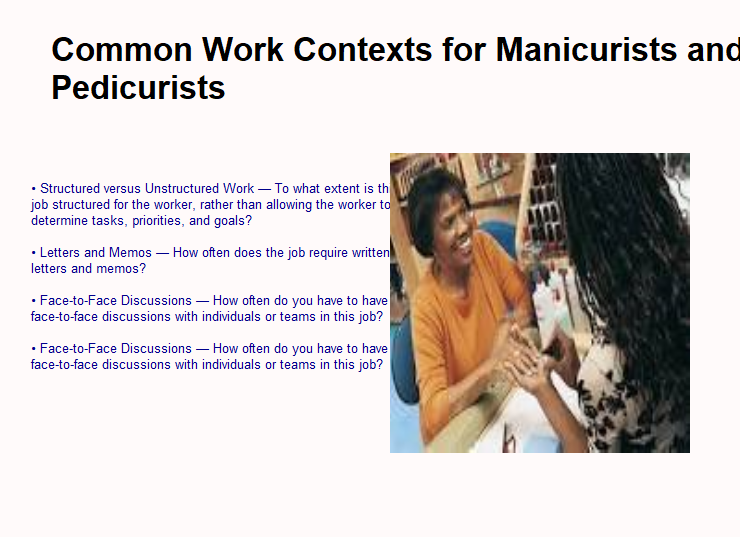 Common Work Contexts for Manicurists and
Pedicurists
• Structured versus Unstructured Work — To what extent is th
job structured for the worker, rather than allowing the worker to
determine tasks, priorities, and goals?
• Letters and Memos — How often does the job require written
letters and memos?
• Face-to-Face Discussions — How often do you have to have
face-to-face discussions with individuals or teams in this job?
• Face-to-Face Discussions — How often do you have to have
face-to-face discussions with individuals or teams in this job?